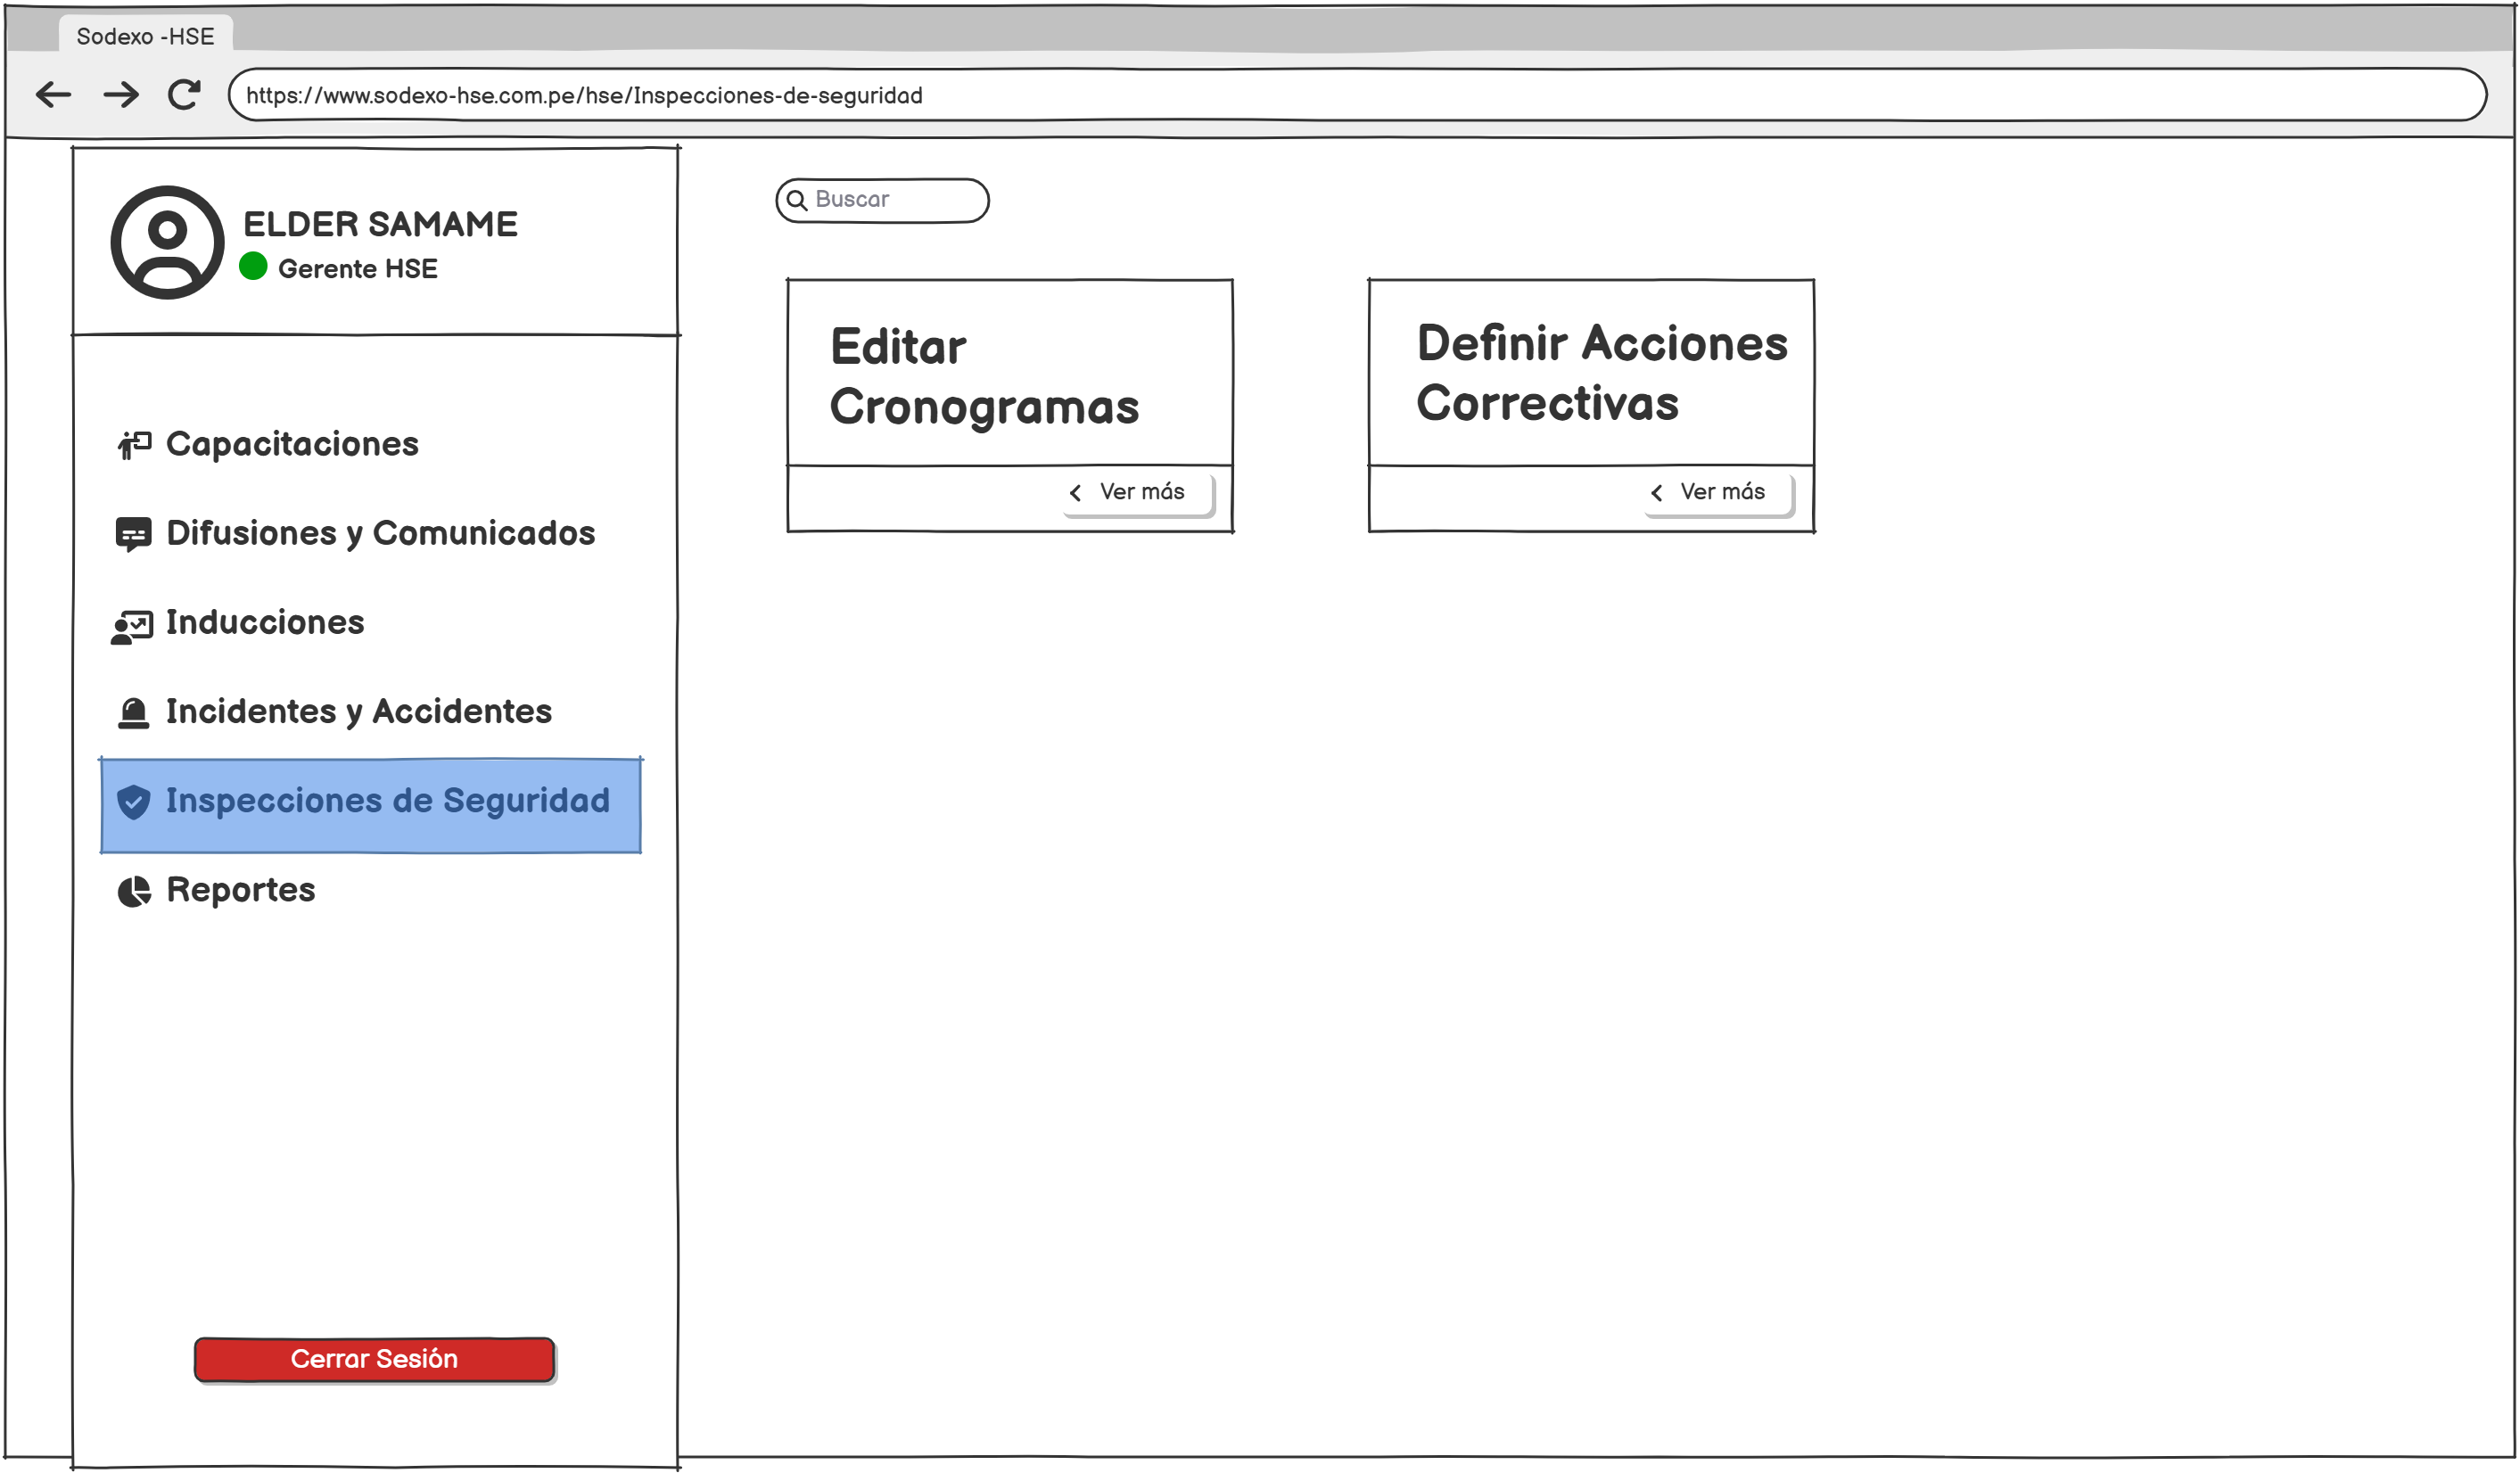 Sodexo -HSE
https://www.sodexo-hse.com.pe/hse/Inspecciones-de-seguridad
ELDER SAMAME
Gerente HSE
Capacitaciones
Difusiones y Comunicados
Inducciones
Incidentes y Accidentes
Inspecciones de Seguridad
Reportes
Cerrar Sesión
Buscar
Editar
Cronogramas
Ver más
Definir Acciones
Correctivas
Ver más